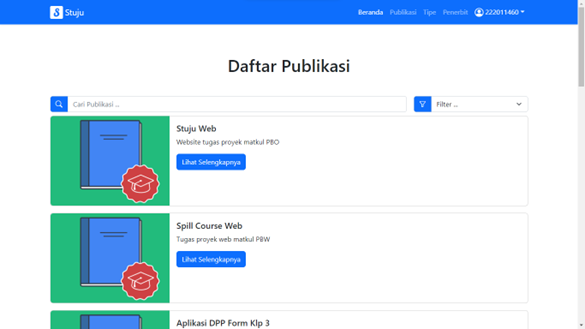 Stuju
Beranda Publikasi Tipe Penerbit 222011460
Daftar Publikasi
Cari Publikasi ...
Filter ...
Stuju Web
Website tugas proyek matkul PBO
Lihat Selengkapnya
Spill Course Web
Tugas proyek web matkul PBW
Lihat Selengkapnya
Aplikasi DPP Form Klp 3